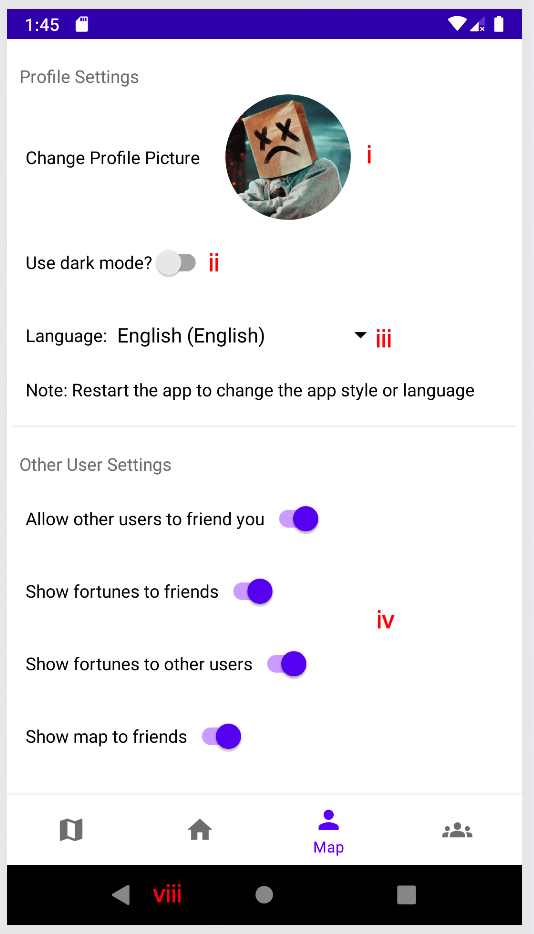 1:45
Profile Settings
Change Profile Picture i
Use dark mode? ii
Language: English (English) iii
Note: Restart the app to change the app style or language
Other User Settings
Allow other users to friend you
Show fortunes to friends
iv
Show fortunes to other users
Show map to friends
Map
viii